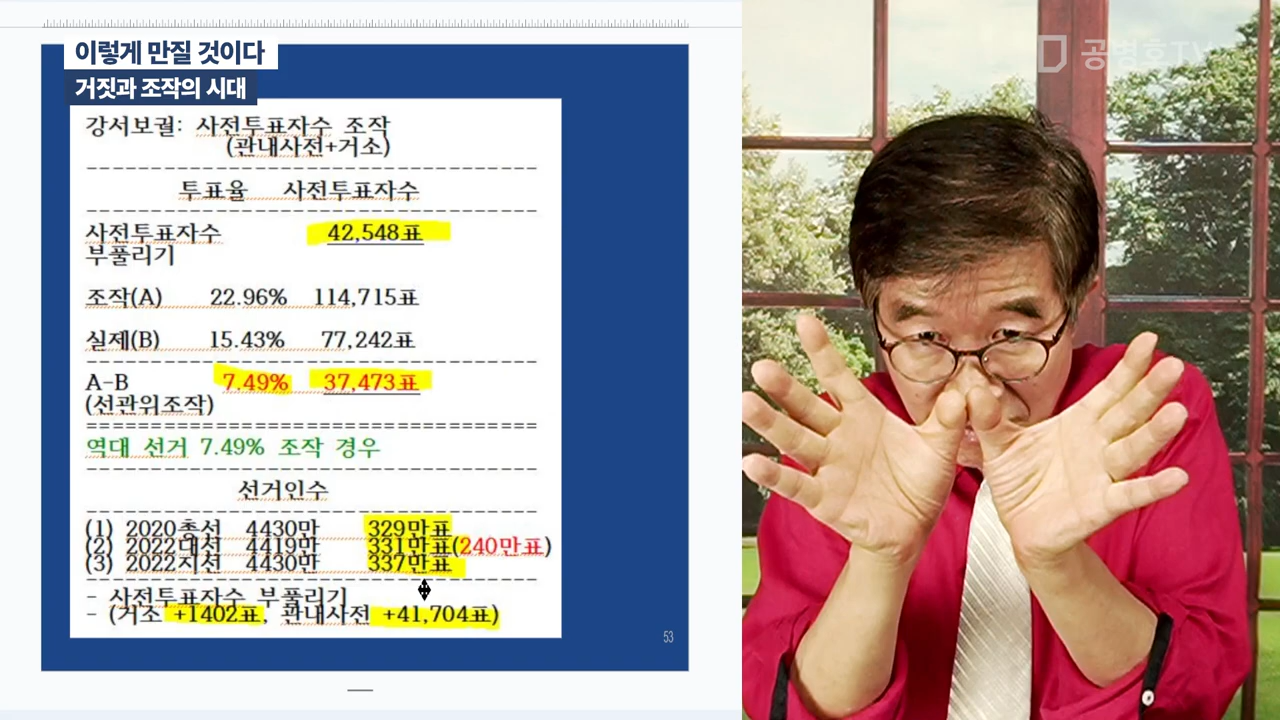 이렇게 만질 것이다
거짓과 조작의 시대
공병호TV
강서보궐: 사전투표자수 조작
(관내사전+거소)
투표율 사전투표자수
사전투표자수 42,548표
부풀리기
조작(A) 22.96% 114,715표
실제(B) 15.43% 77,242표
A-B 7.49% 37,473표
(선관위조작)
역대 선거 7.49% 조작 경우
선거인수
(1) 2020총선 4430만 329만표
(2) 2022대선 4419만 331만표(240만표)
(3) 2022지선 4430만 337만표
- 사전투표자수 부풀리기
- (거조 +1402표, 관내사전 +41,704표)
53